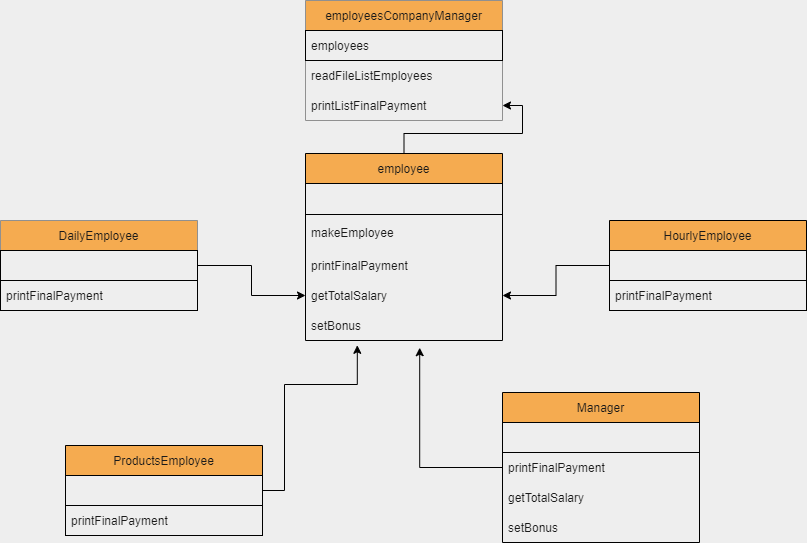 employeesCompanyManager
employees
readFileListEmployees
printListFinalPayment
employee
makeEmployee
printFinalPayment
getTotalSalary
setBonus
DailyEmployee
printFinalPayment
HourlyEmployee
printFinalPayment
ProductsEmployee
printFinalPayment
Manager
printFinalPayment
getTotalSalary
setBonus